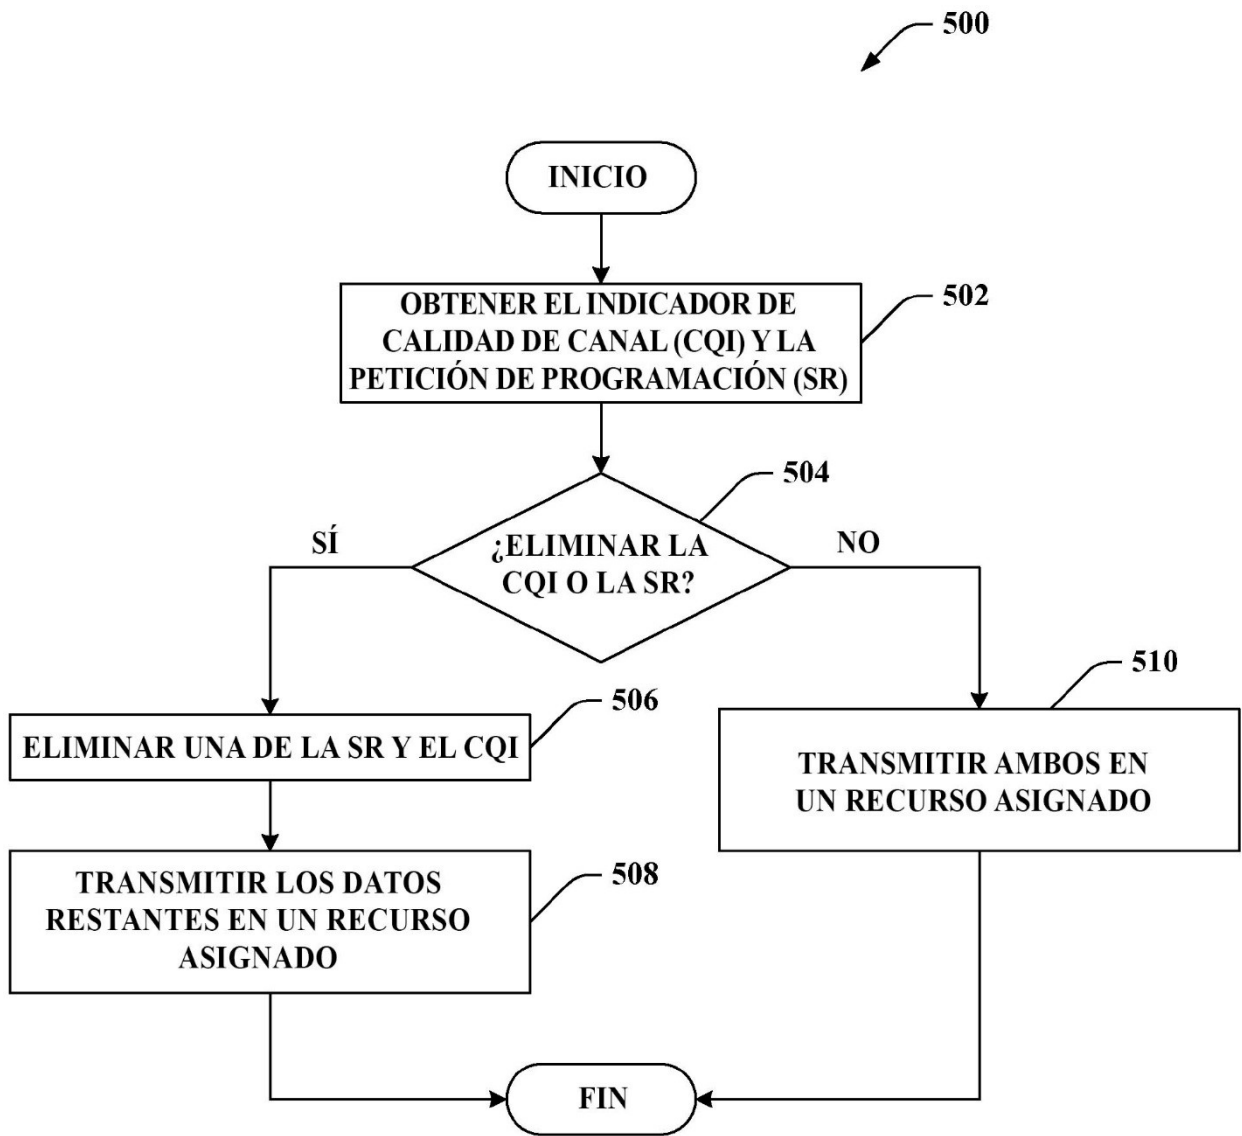 500
INICIO
502
OBTENER EL INDICADOR DE
CALIDAD DE CANAL (CQI) Y LA
PETICIÓN DE PROGRAMACIÓN (SR)
504
SÍ
¿ELIMINAR LA
CQI O LA SR?
NO
506
ELIMINAR UNA DE LA SR Y EL CQI
510
TRANSMITIR AMBOS EN
UN RECURSO ASIGNADO
508
TRANSMITIR LOS DATOS
RESTANTES EN UN RECURSO
ASIGNADO
FIN